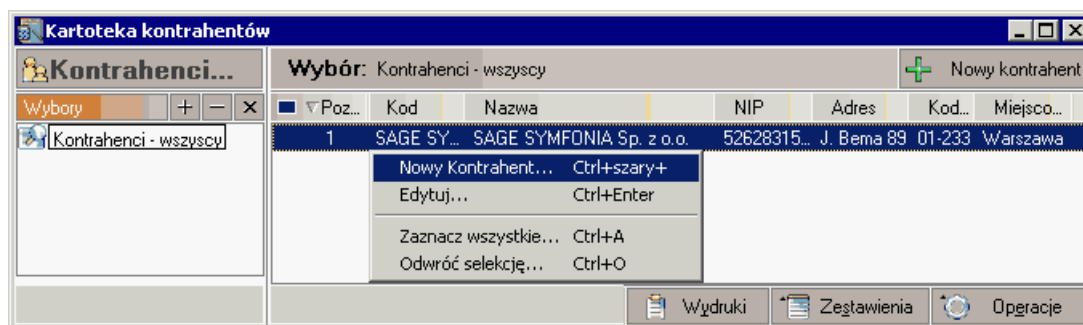 Kartoteka kontrahentów
Kontrahenci...
Wybór: Kontrahenci - wszyscy
Nowy kontrahent
Wybory
Poz... Kod Nazwa NIP Adres Kod... Miejsco...
Kontrahenci - wszyscy
1 SAGE SY... SAGE SYMFONIA Sp. z o.o. 52628315... J. Bema 89 01-233 Warszawa
Nowy Kontrahent... Ctrl+szary+
Edytuj... Ctrl+Enter
Zaznacz wszystkie... Ctrl+A
Odwróć selekcję... Ctrl+O
Wydruki Zestawienia Operacje